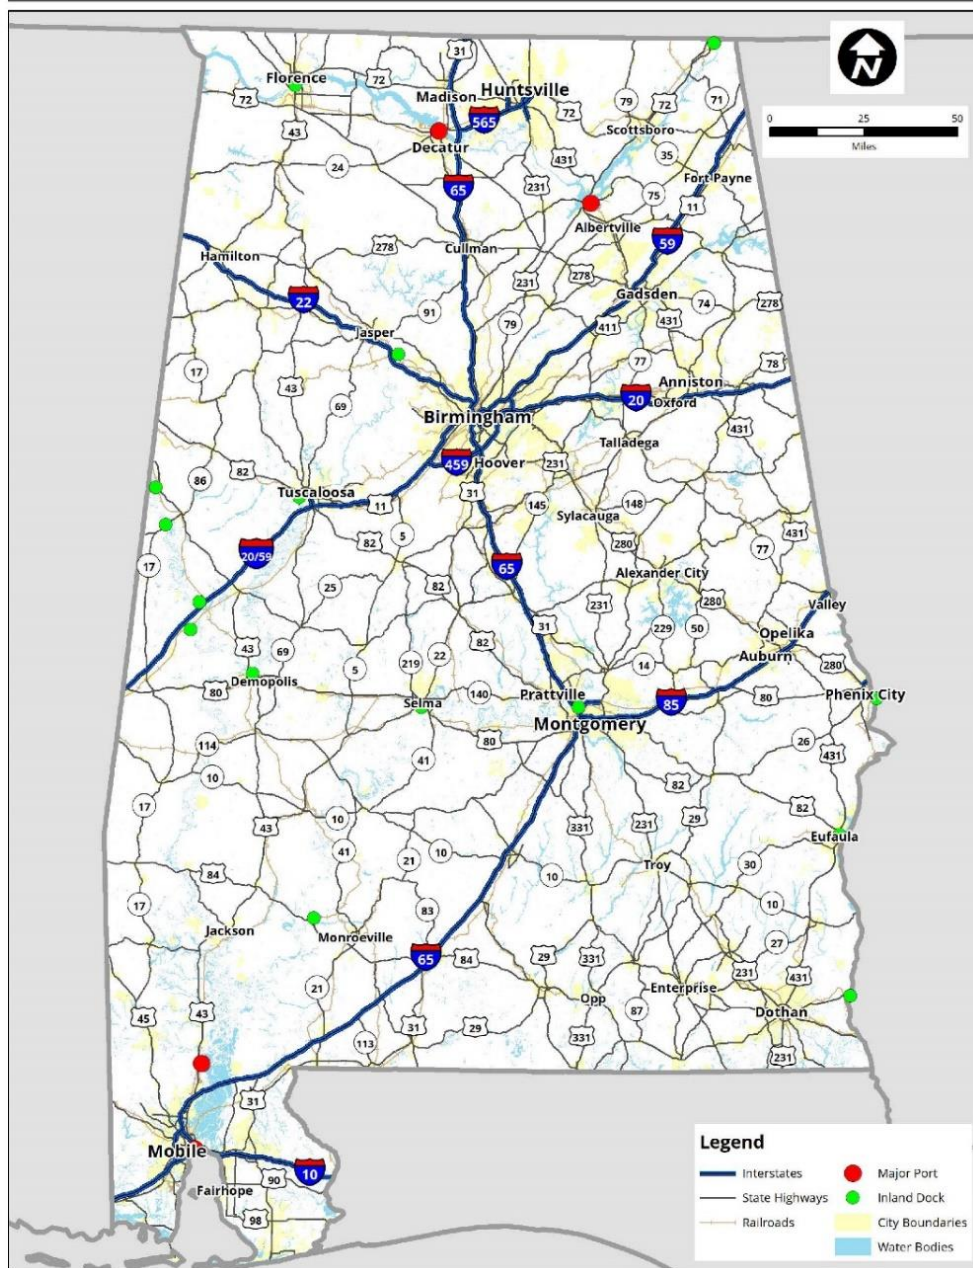 N
0 25 50
Miles
31
Florence
72
72
Madison
Huntsville
79
72
71
72
565
43
Decatur
72
Scottsboro
431
35
24
65
231
75
Fort Payne
11
Albertville
59
278
Cullman
Hamilton
231
278
22
Gadsden
91
74
278
Jasper
79
411
431
17
77
78
43
69
20
Anniston
Oxford
Birmingham
431
459
Hoover
Talladega
86
82
231
Tuscaloosa
31
11
145
148
Sylacauga
82
5
280
431
20/59
77
17
65
Alexander City
25
82
231
280
Valley
31
229
50
Opelika
43
69
219
22
82
Auburn
5
14
280
80
Demopolis
140
Prattville
80
Phenix City
Selma
85
Montgomery
114
80
26
41
431
10
82
17
82
10
29
43
331
231
Eufaula
41
21
10
84
Troy
30
10
17
83
10
Jackson
Monroeville
27
65
84
29
331
231
431
21
Enterprise
Opp
45
43
87
Dothan
31
29
331
113
231
31
Mobile
10
90
Fairhope
98
Legend
Interstates
Major Port
State Highways
Inland Dock
Railroads
City Boundaries
Water Bodies